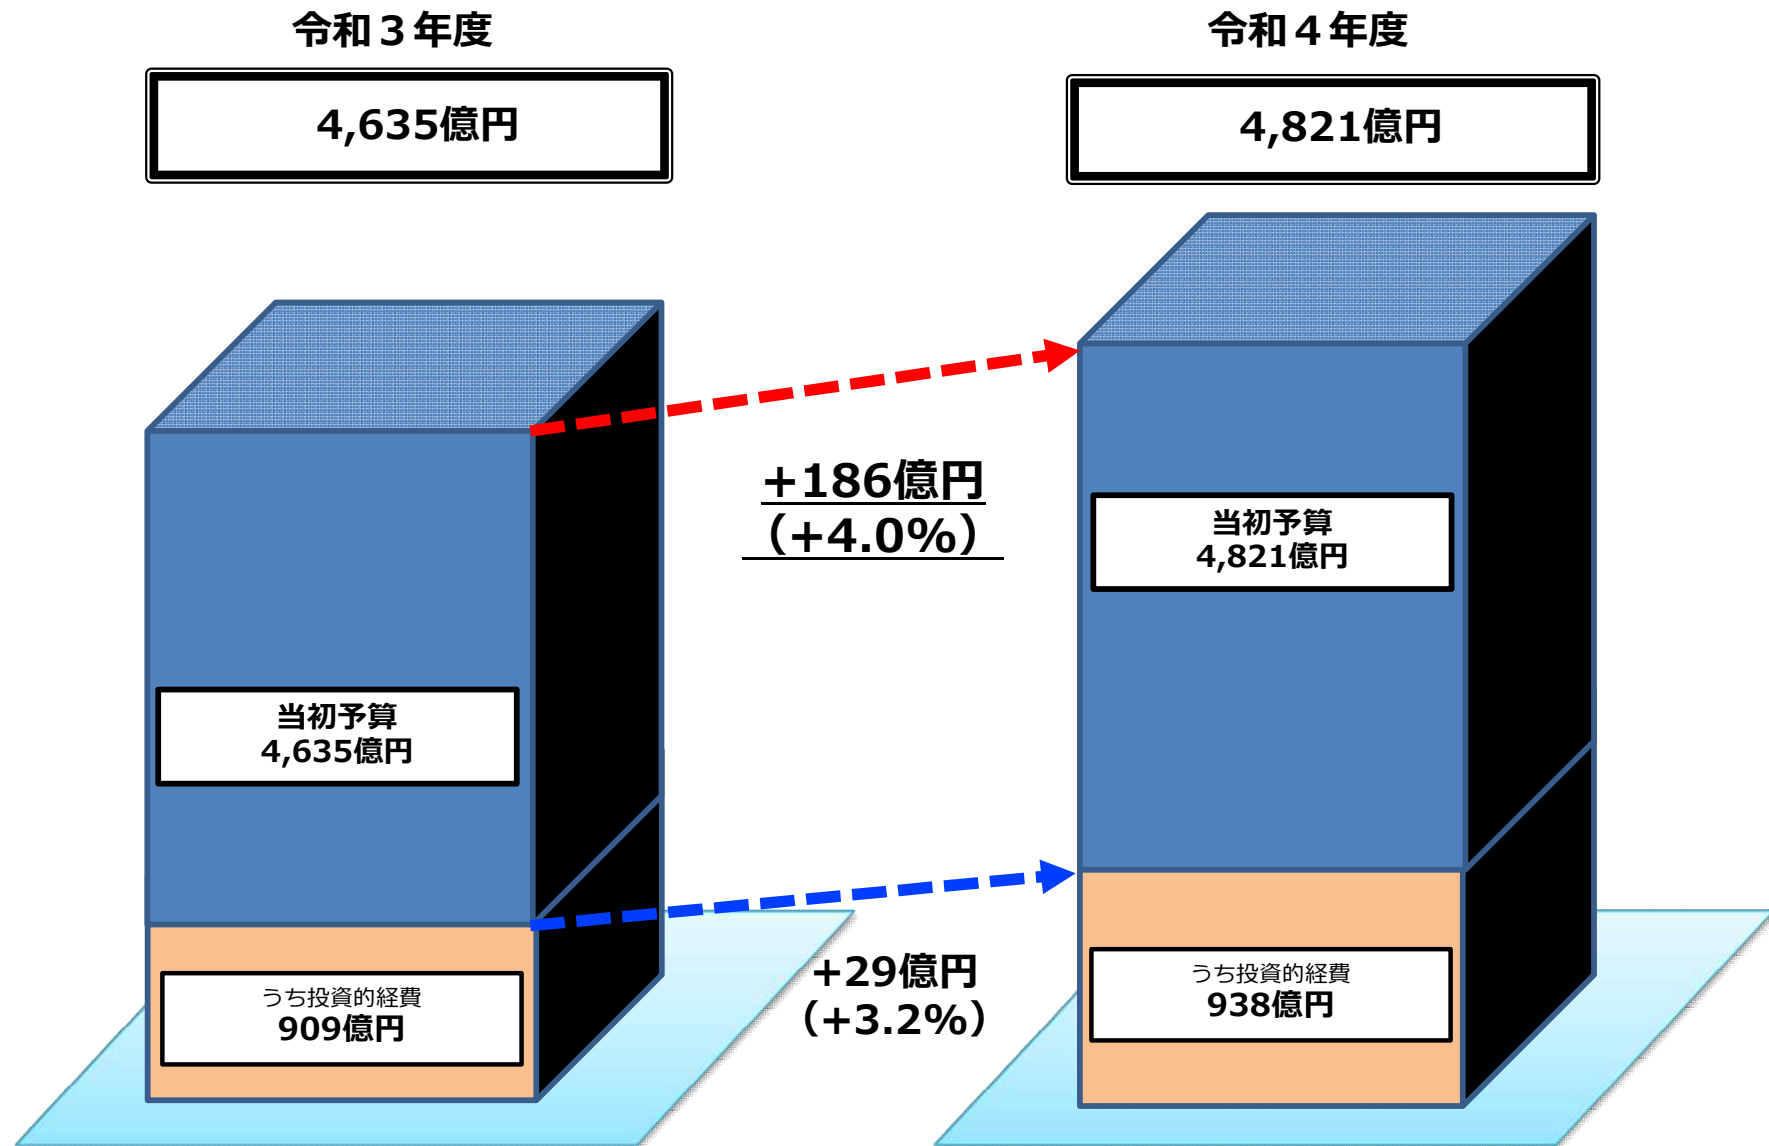 令和３年度
令和４年度
4,635億円
4,821億円
+186億円
（+4.0%）
当初予算
4,821億円
当初予算
4,635億円
+29億円
（+3.2%）
うち投資的経費
909億円
うち投資的経費
938億円